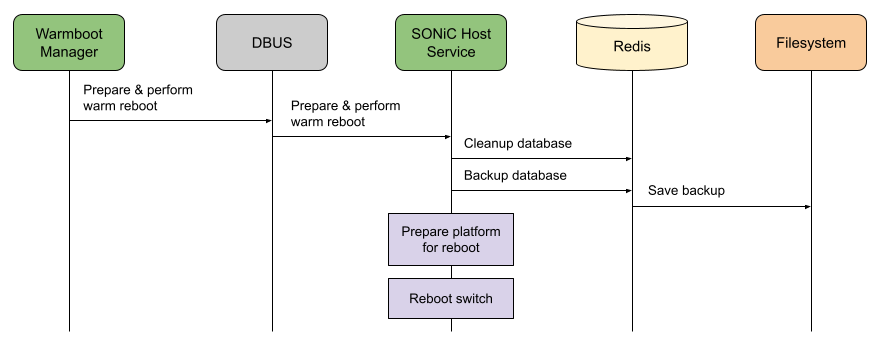 Warmboot
Manager
DBUS
SONiC Host
Service
Redis
Filesystem
Prepare & perform
warm reboot
Prepare & perform
warm reboot
Cleanup database
Backup database
Save backup
Prepare platform
for reboot
Reboot switch